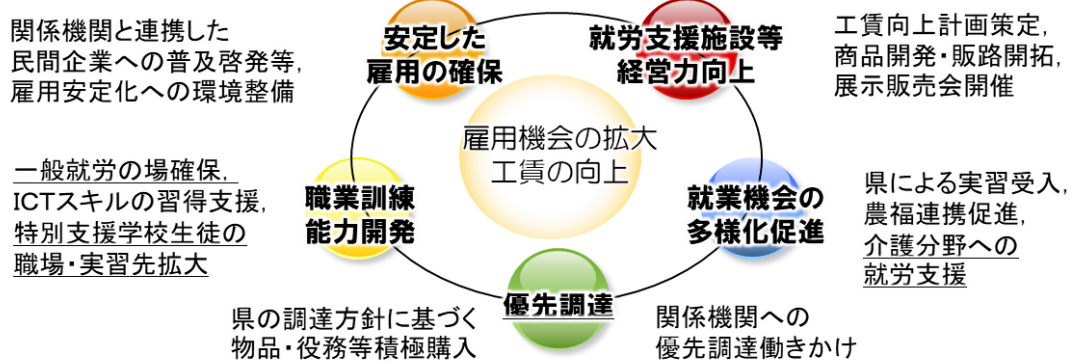 関係機関と連携した
民間企業への普及啓発等,
雇用安定化への環境整備
安定した
雇用の確保
就労支援施設等
経営力向上
工賃向上計画策定,
商品開発・販路開拓,
展示販売会開催
雇用機会の拡大
工賃の向上
一般就労の場確保,
ICTスキルの習得支援,
特別支援学校生徒の
職場・実習先拡大
職業訓練
能力開発
就業機会の
多様化促進
県による実習受入,
農福連携促進,
介護分野への
就労支援
優先調達
県の調達方針に基づく
物品・役務等積極購入
関係機関への
優先調達働きかけ